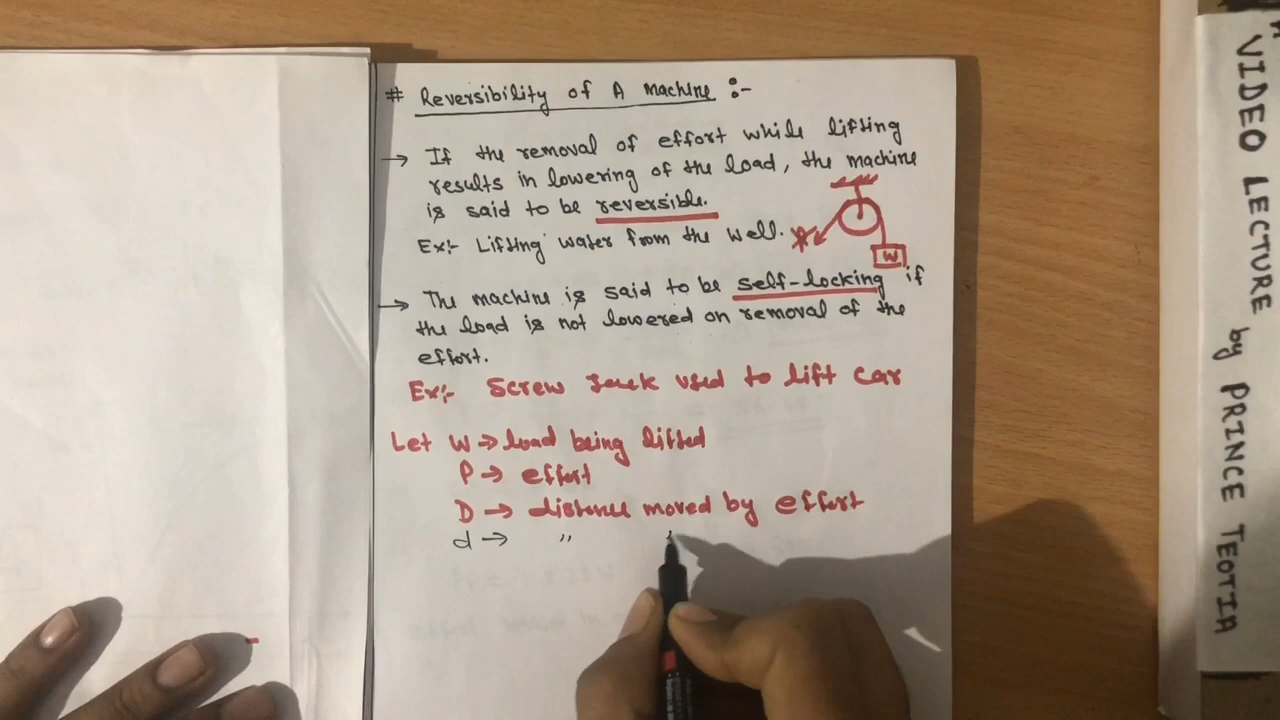 # Reversibility of A Machine :-
→ If the removal of effort while lifting
results in lowering of the load, the machine
is said to be reversible.
Ex:- Lifting water from the well.
W
→ The machine is said to be self-locking if
the load is not lowered on removal of the
effort.
Ex:- Screw Jack used to lift car
Let W → load being lifted
P → effort
D → distance moved by effort
d → " "
VIDEO LECTURE by PRINCE TEOTIA